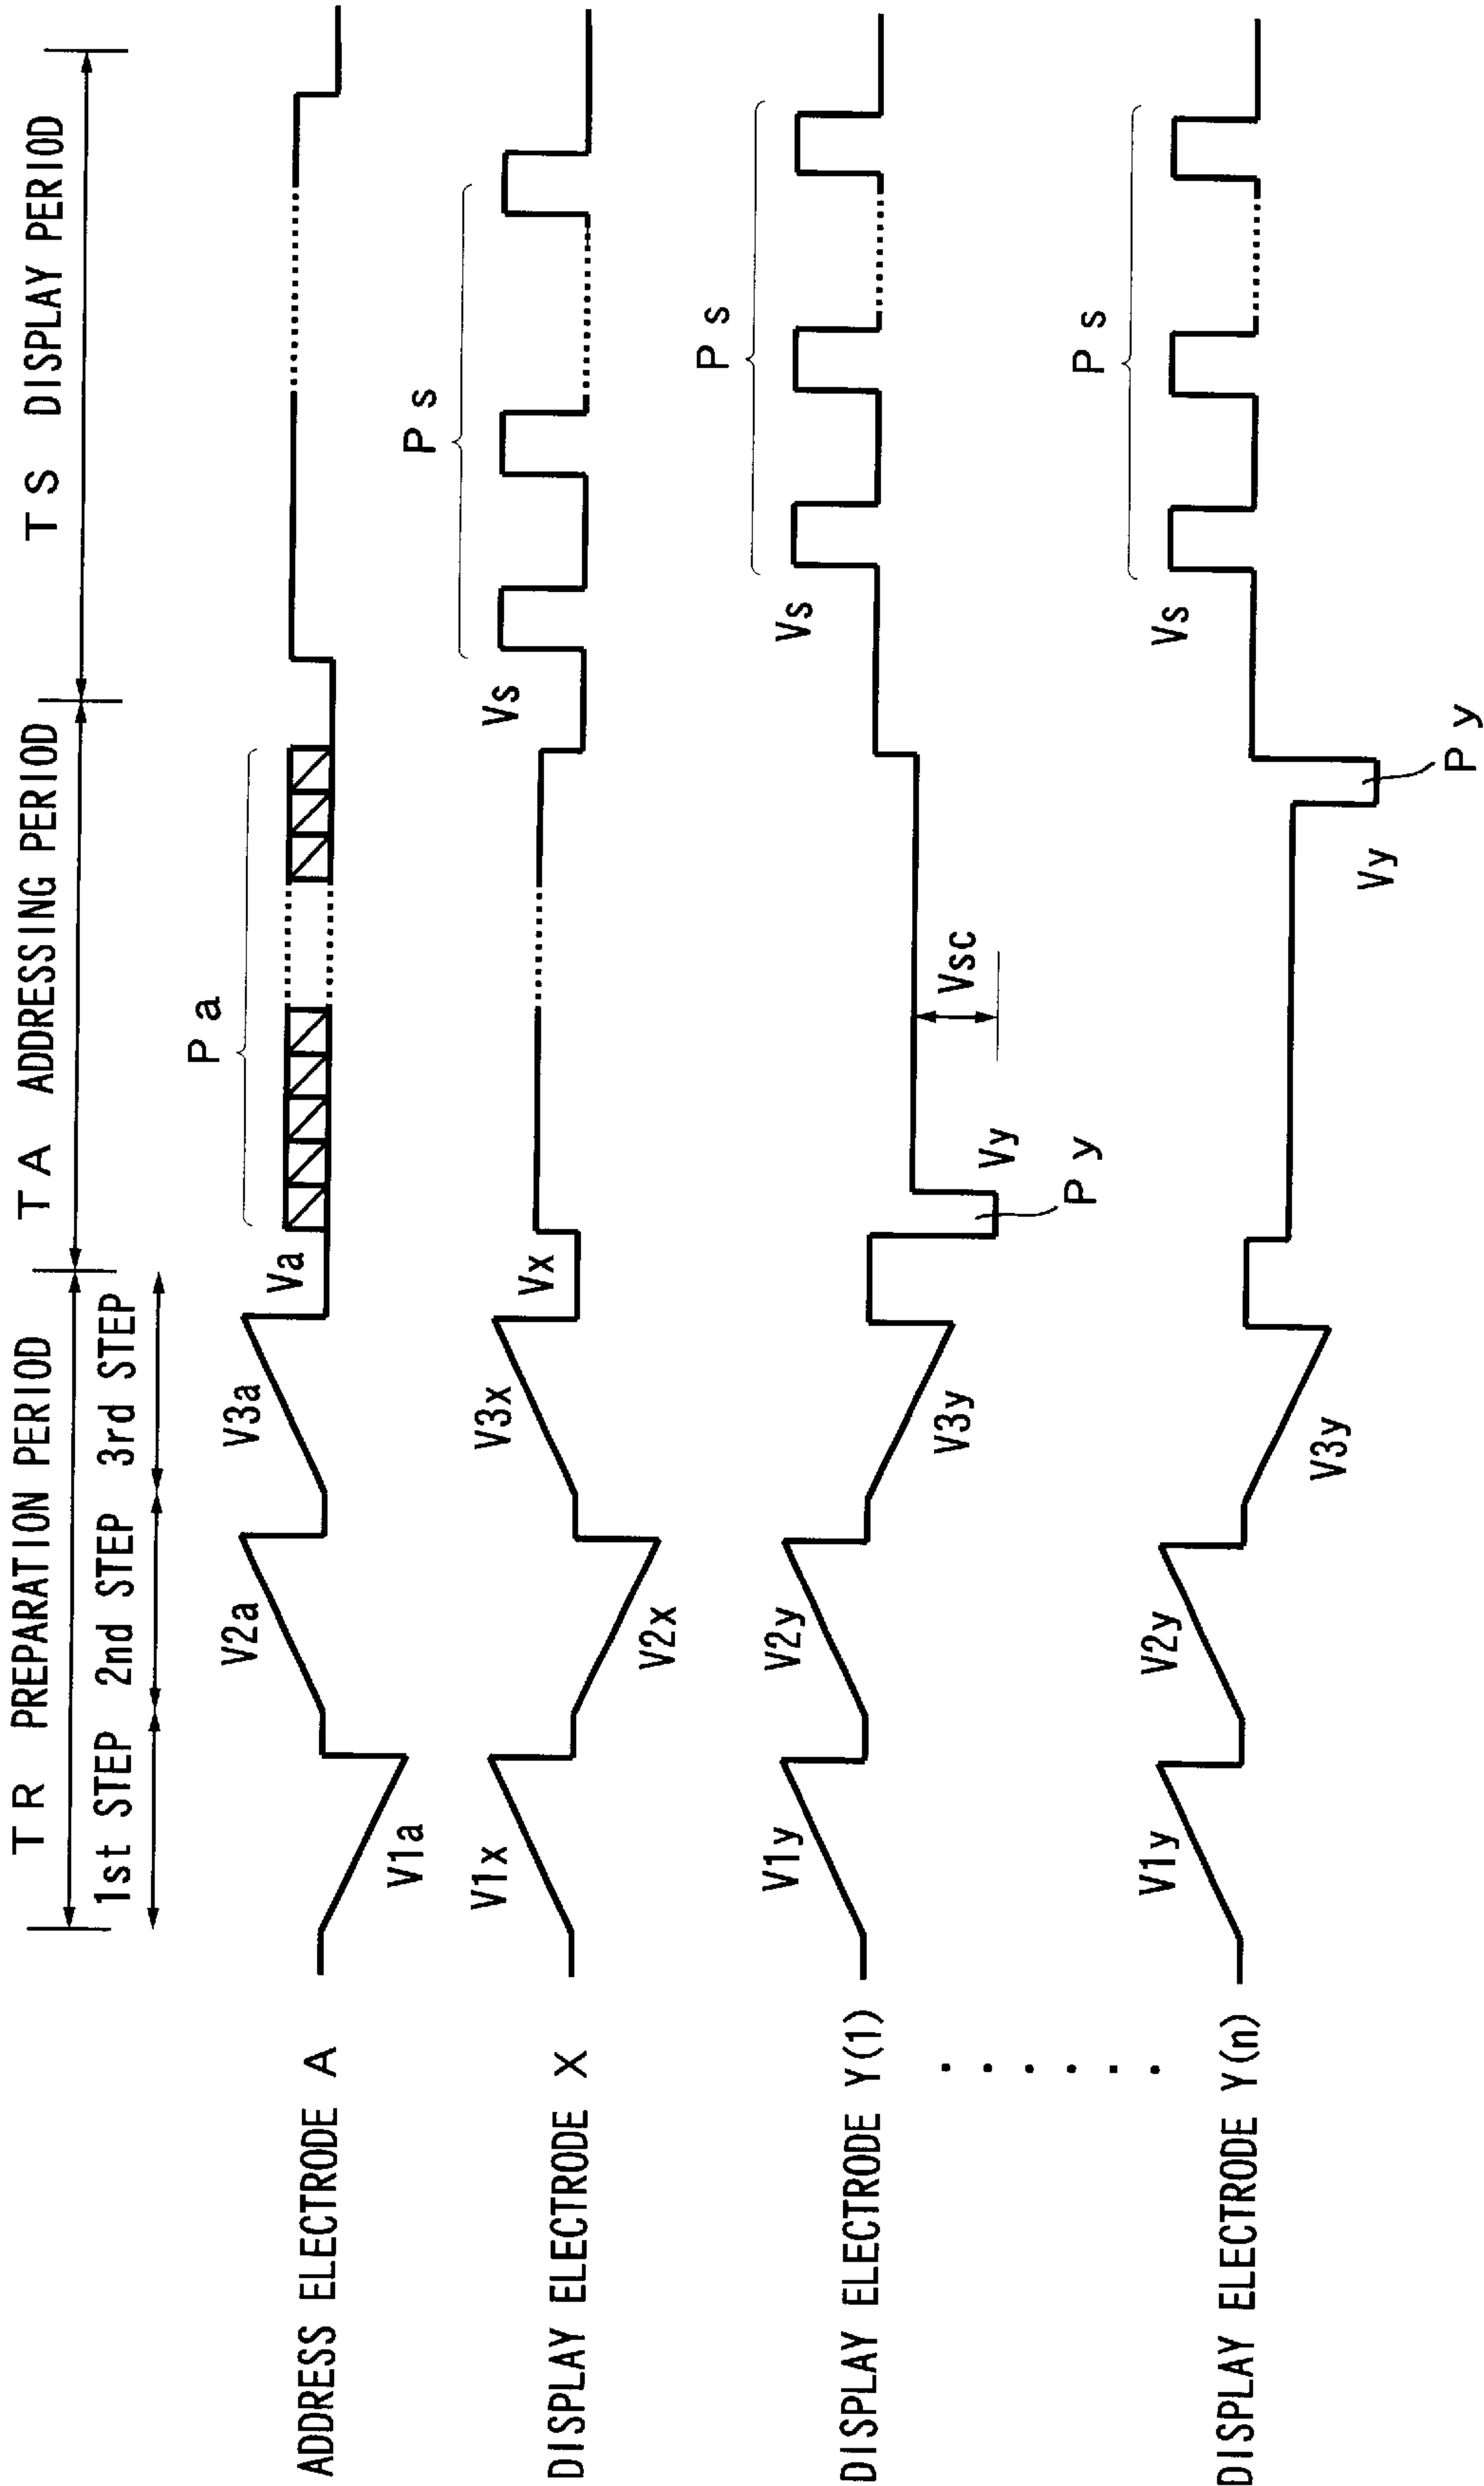 TR PREPARATION PERIOD TA ADDRESSING PERIOD TS DISPLAY PERIOD
1st STEP 2nd STEP 3rd STEP
Pa
ADDRESS ELECTRODE A V1a V2a V3a Va
Ps
DISPLAY ELECTRODE X V1x V2x V3x Vx Vs
Ps
DISPLAY ELECTRODE Y(1) V1y V2y V3y Vy Vsc Vs
Py
Ps
DISPLAY ELECTRODE Y(n) V1y V2y V3y Vy Vs
Py